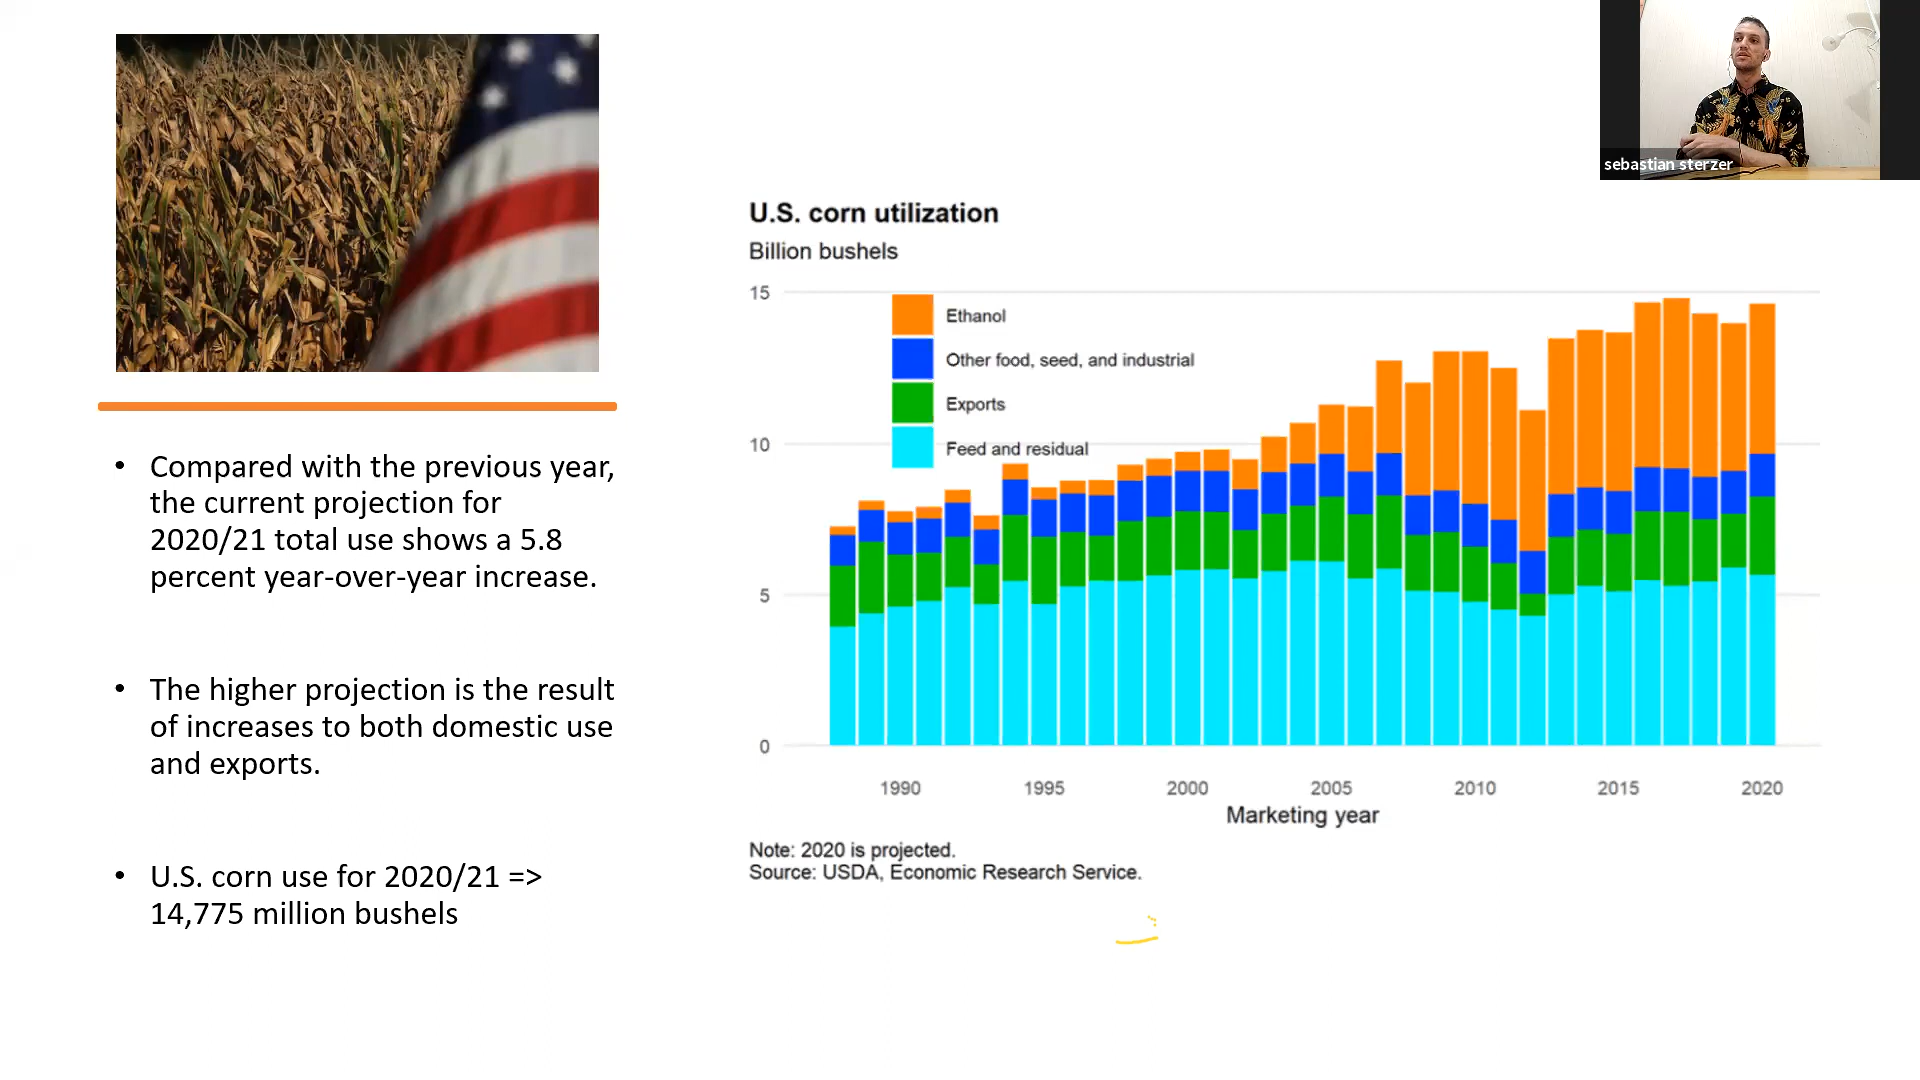 sebastian sterzer
U.S. corn utilization
Billion bushels
15
10
5
0
Ethanol
Other food, seed, and industrial
Exports
Feed and residual
1990 1995 2000 2005 2010 2015 2020
Marketing year
Note: 2020 is projected.
Source: USDA, Economic Research Service.
• Compared with the previous year,
the current projection for
2020/21 total use shows a 5.8
percent year-over-year increase.
• The higher projection is the result
of increases to both domestic use
and exports.
• U.S. corn use for 2020/21 =>
14,775 million bushels